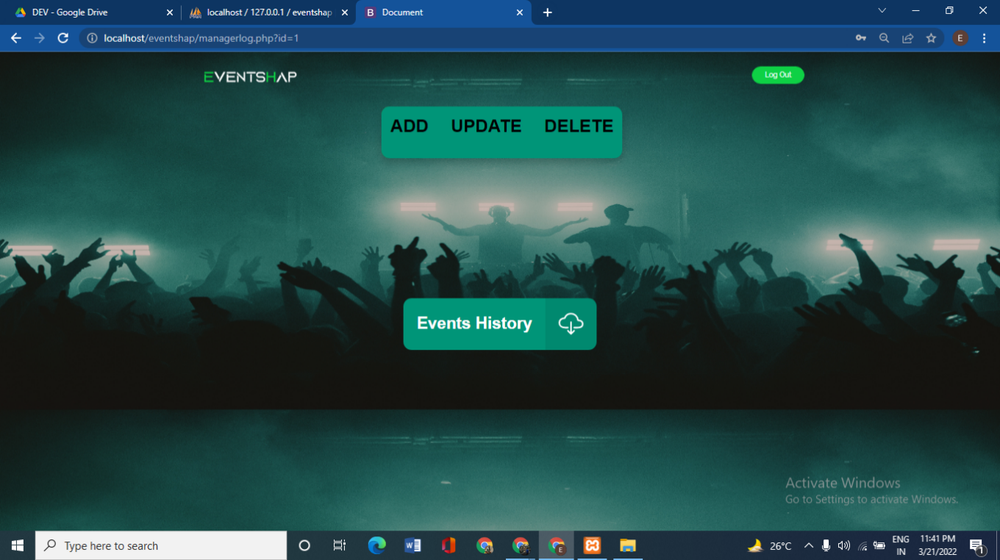 DEV - Google Drive
localhost / 127.0.0.1 / eventshap
B Document
localhost/eventshap/managerlog.php?id=1
E
EVENTSHAP
Log Out
ADD UPDATE DELETE
Events History
Activate Windows
Go to Settings to activate Windows.
Type here to search
W
E
26°C
ENG
IN
11:41 PM
3/21/2022
1